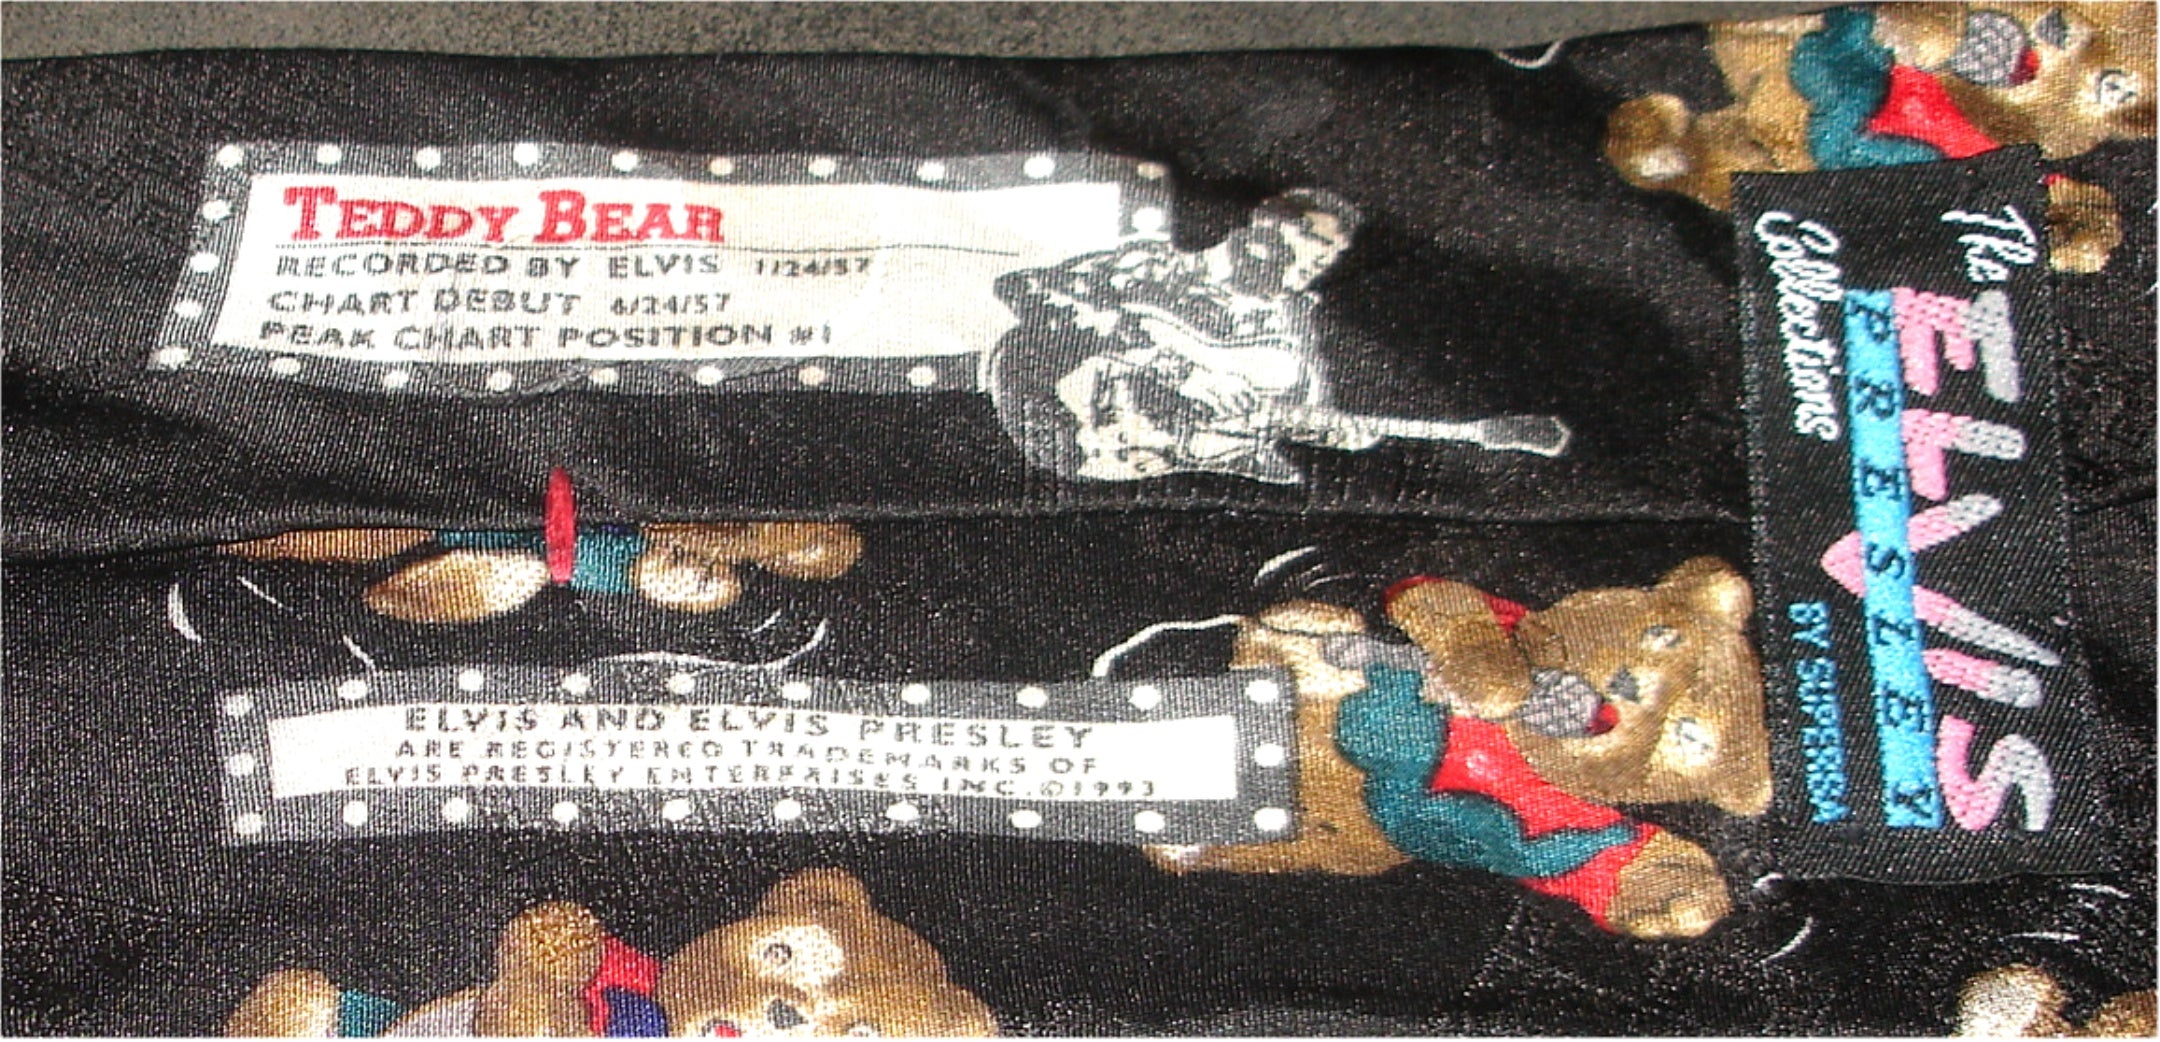 TEDDY BEAR
RECORDED BY ELVIS 1/24/57
CHART DEBUT 6/24/57
PEAK CHART POSITION #1
ELVIS AND ELVIS PRESLEY
ARE REGISTERED TRADEMARKS OF
ELVIS PRESLEY ENTERPRISES INC.©1993
The
ELVIS
PRESLEY
Collections
BY SUPERBA